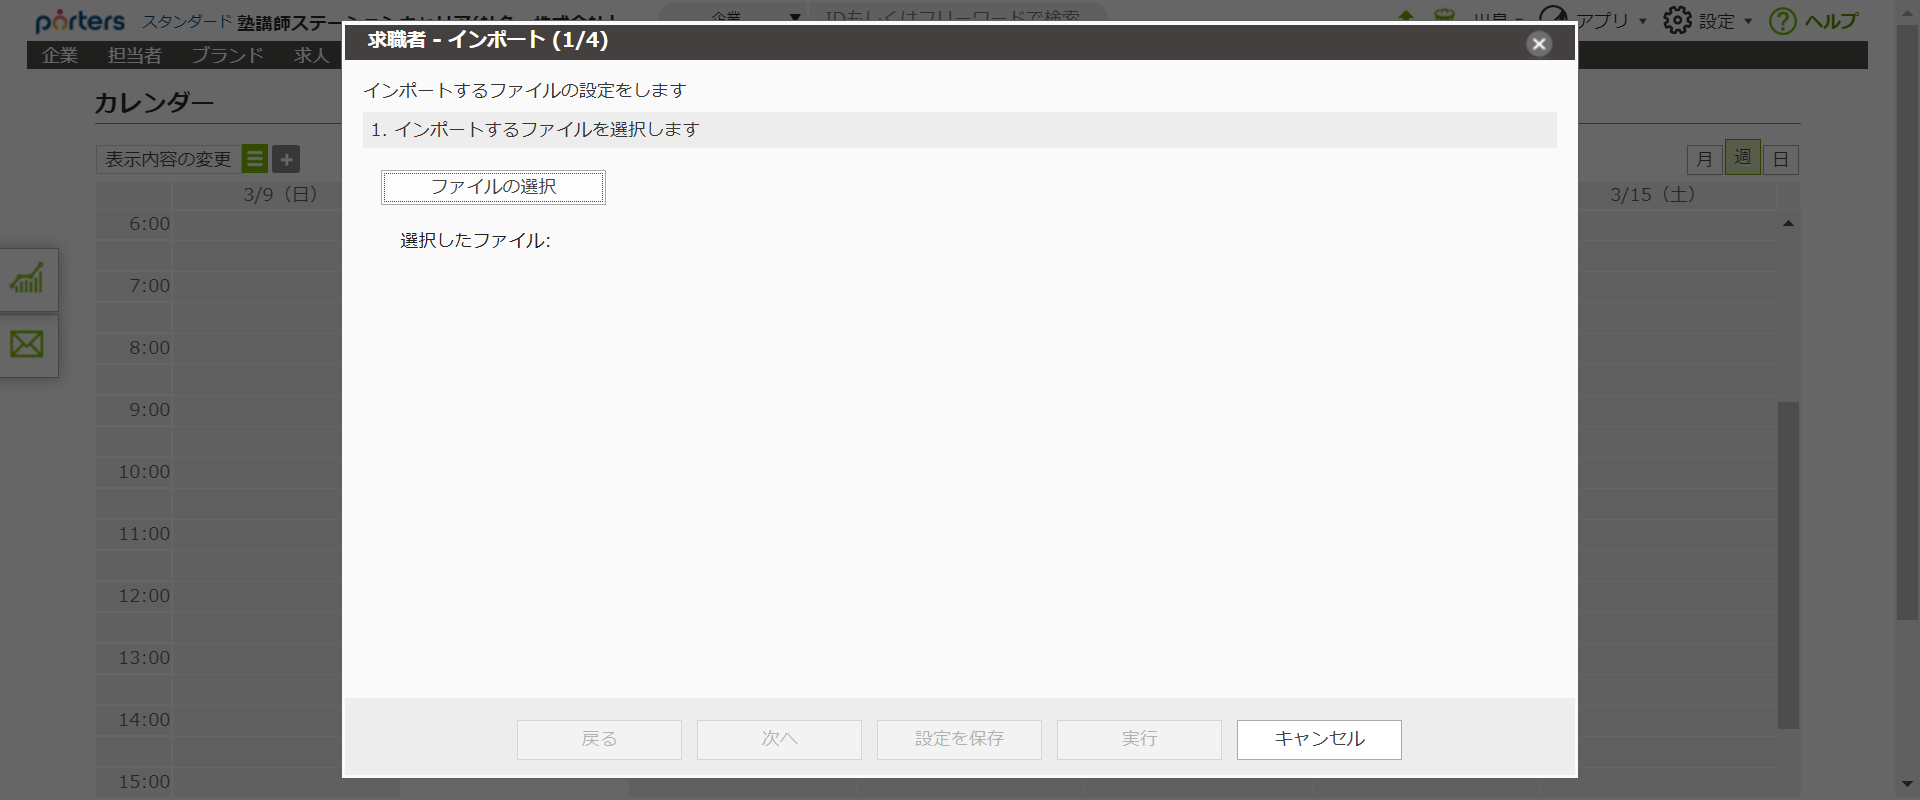 porters スタンダード 塾講師ステー
アプリ 設定 ヘルプ
企業 担当者 ブランド 求人
求職者 - インポート (1/4)
インポートするファイルの設定をします
1. インポートするファイルを選択します
ファイルの選択
選択したファイル:
戻る 次へ 設定を保存 実行 キャンセル
カレンダー
表示内容の変更
月 週 日
3/9（日） 3/15（土）
6:00
7:00
8:00
9:00
10:00
11:00
12:00
13:00
14:00
15:00